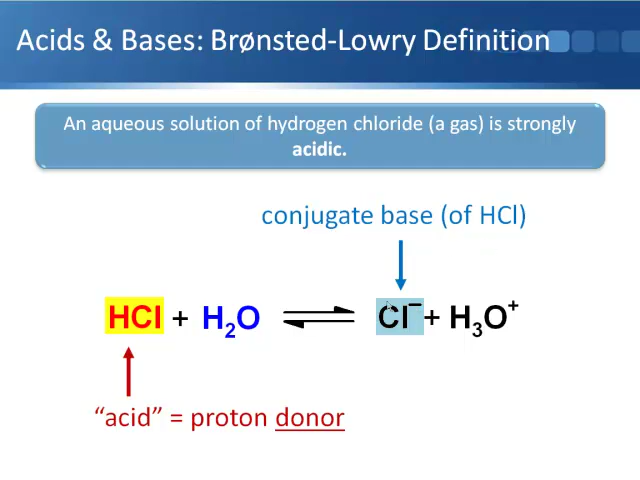 Acids & Bases: Brønsted-Lowry Definition
An aqueous solution of hydrogen chloride (a gas) is strongly
acidic.
conjugate base (of HCl)
HCl + H₂O ⇌ Cl⁻ + H₃O⁺
“acid” = proton donor